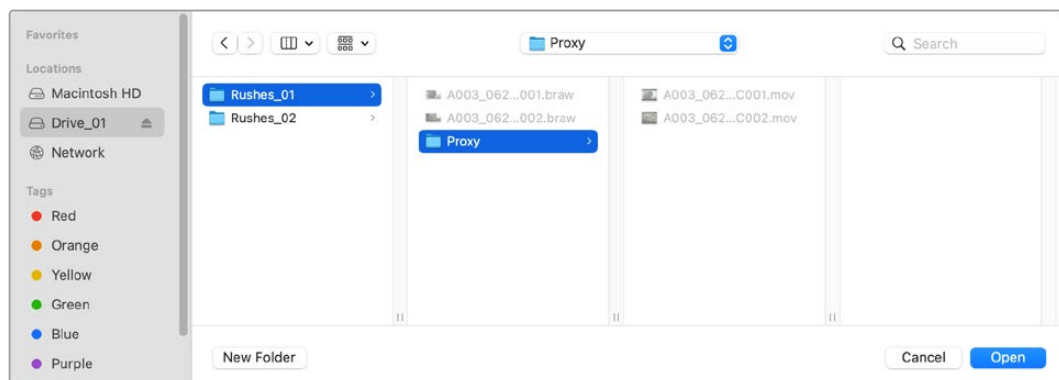 Favorites
Locations
Macintosh HD
Drive_01
Network
Tags
Red
Orange
Yellow
Green
Blue
Purple
Proxy
Search
Rushes_01
Rushes_02
A003_062...001.braw
A003_062...002.braw
Proxy
A003_062...C001.mov
A003_062...C002.mov
New Folder
Cancel
Open